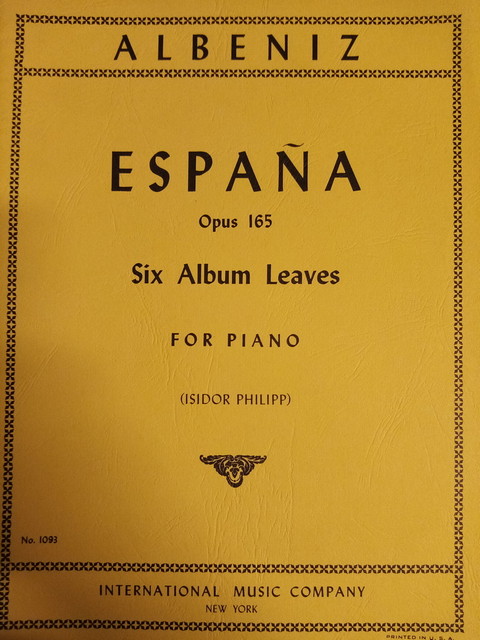 ALBENIZ
ESPAÑA
Opus 165
Six Album Leaves
FOR PIANO
(ISIDOR PHILIPP)
No. 1093
INTERNATIONAL MUSIC COMPANY
NEW YORK
PRINTED IN U. S. A.